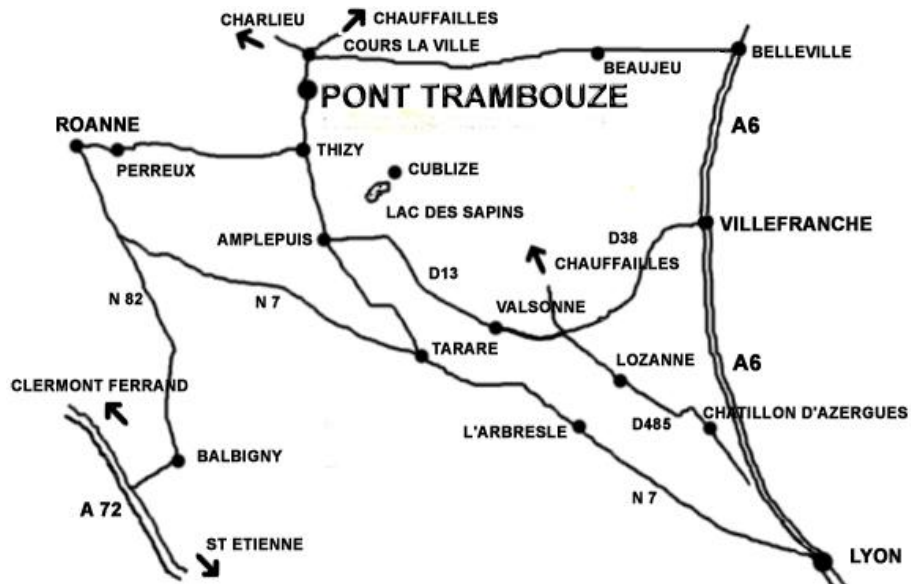 CHARLIEU
CHAUFFAILLES
COURS LA VILLE
BEAUJEU
BELLEVILLE
PONT TRAMBOUZE
A6
ROANNE
PERREUX
THIZY
CUBLIZE
LAC DES SAPINS
VILLEFRANCHE
AMPLEPUIS
D38
CHAUFFAILLES
D13
N 82
N 7
VALSONNE
TARARE
LOZANNE
A6
CLERMONT FERRAND
CHATILLON D'AZERGUES
D485
L'ARBRESLE
BALBIGNY
N 7
A 72
ST ETIENNE
LYON